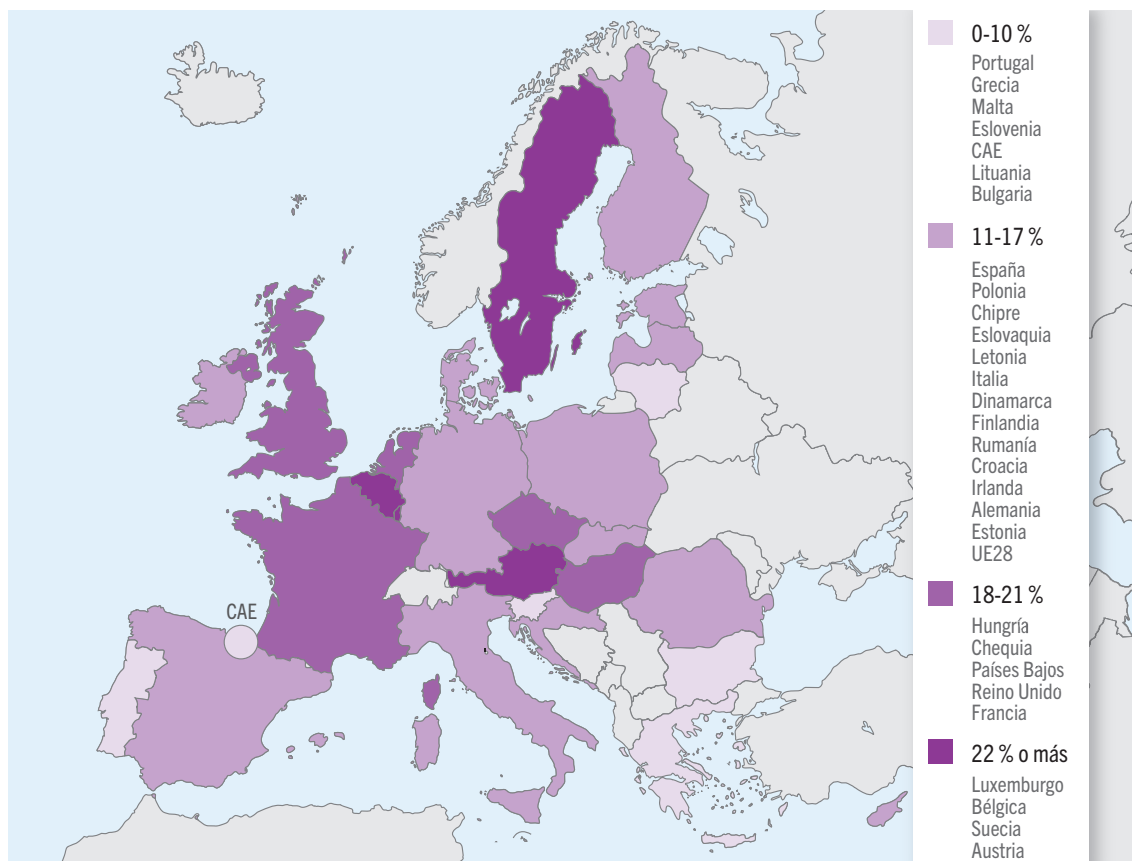 CAE
0-10 %
Portugal
Grecia
Malta
Eslovenia
CAE
Lituania
Bulgaria
11-17 %
España
Polonia
Chipre
Eslovaquia
Letonia
Italia
Dinamarca
Finlandia
Rumanía
Croacia
Irlanda
Alemania
Estonia
UE28
18-21 %
Hungría
Chequia
Países Bajos
Reino Unido
Francia
22 % o más
Luxemburgo
Bélgica
Suecia
Austria